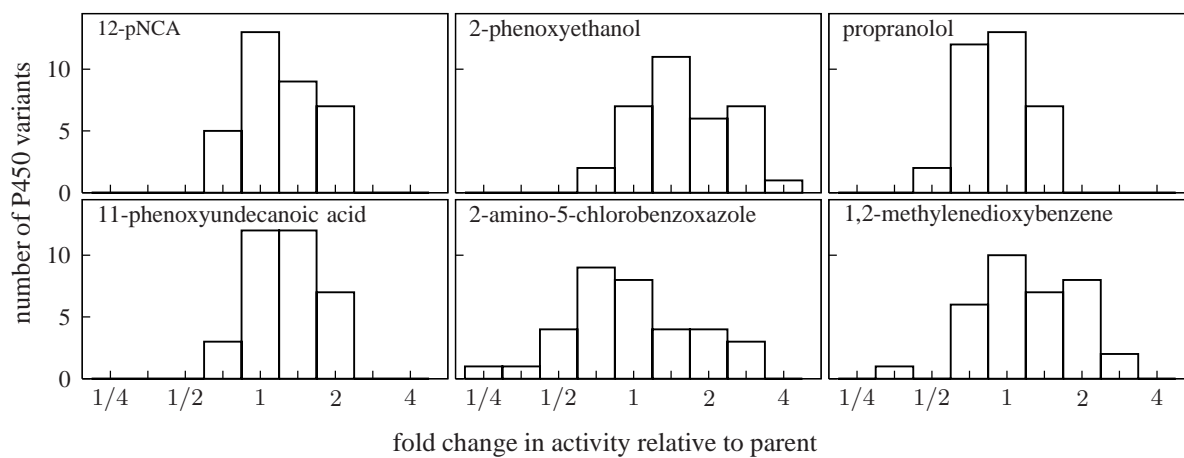 12-pNCA 2-phenoxyethanol propranolol
10
5
0
11-phenoxyundecanoic acid 2-amino-5-chlorobenzoxazole 1,2-methylenedioxybenzene
10
5
0
1/4 1/2 1 2 4 1/4 1/2 1 2 4 1/4 1/2 1 2 4
number of P450 variants
fold change in activity relative to parent